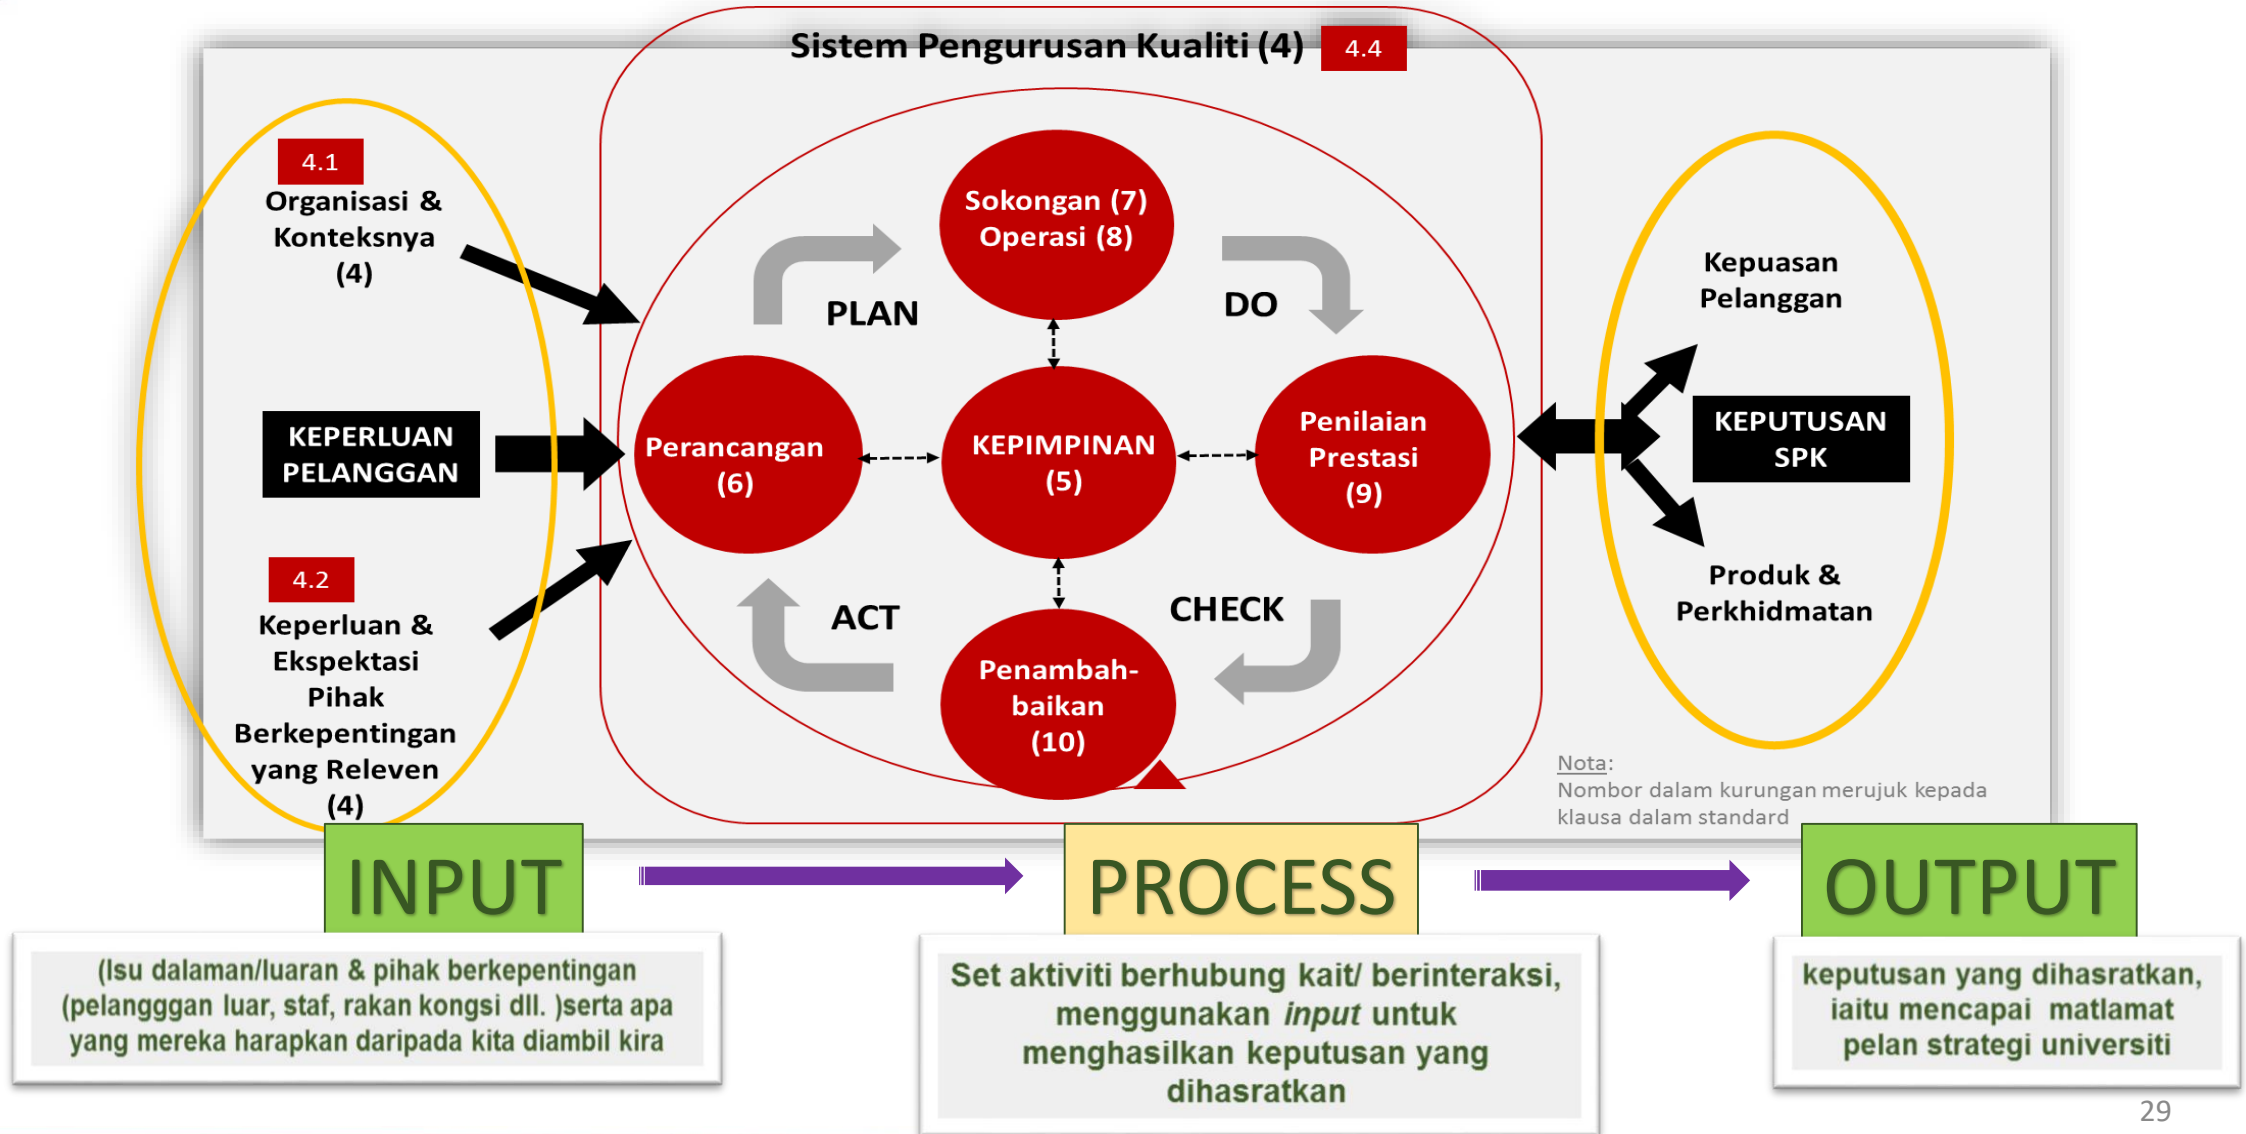 Sistem Pengurusan Kualiti (4)
4.4
4.1
Organisasi &
Konteksnya
(4)
KEPERLUAN
PELANGGAN
4.2
Keperluan &
Ekspektasi
Pihak
Berkepentingan
yang Releven
(4)
Sokongan (7)
Operasi (8)
PLAN
DO
Perancangan
(6)
KEPIMPINAN
(5)
Penilaian
Prestasi
(9)
ACT
CHECK
Penambah-
baikan
(10)
Kepuasan
Pelanggan
KEPUTUSAN
SPK
Produk &
Perkhidmatan
Nota:
Nombor dalam kurungan merujuk kepada
klausa dalam standard
INPUT
PROCESS
OUTPUT
(Isu dalaman/luaran & pihak berkepentingan
(pelangggan luar, staf, rakan kongsi dll. )serta apa
yang mereka harapkan daripada kita diambil kira
Set aktiviti berhubung kait/ berinteraksi,
menggunakan input untuk
menghasilkan keputusan yang
dihasratkan
keputusan yang dihasratkan,
iaitu mencapai matlamat
pelan strategi universiti
29